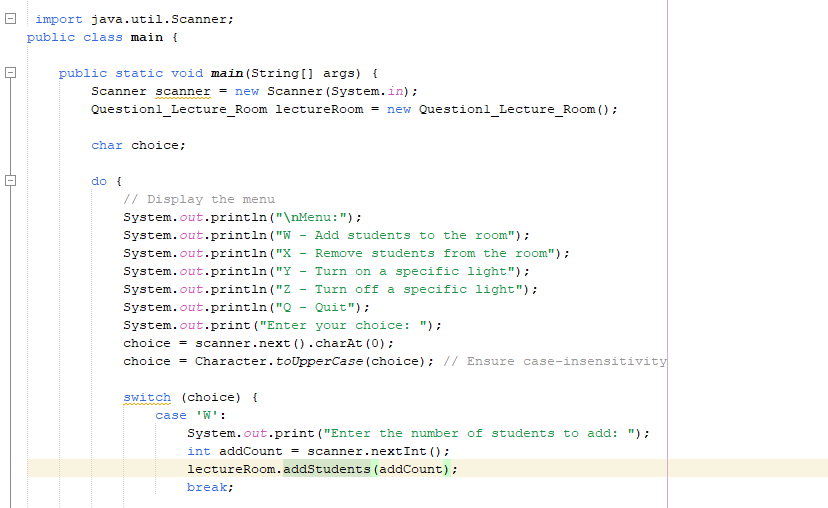 import java.util.Scanner;
public class main {
public static void main(String[] args) {
Scanner scanner = new Scanner(System.in);
Question1_Lecture_Room lectureRoom = new Question1_Lecture_Room();
char choice;
do {
// Display the menu
System.out.println("\nMenu:");
System.out.println("W - Add students to the room");
System.out.println("X - Remove students from the room");
System.out.println("Y - Turn on a specific light");
System.out.println("Z - Turn off a specific light");
System.out.println("Q - Quit");
System.out.print("Enter your choice: ");
choice = scanner.next().charAt(0);
choice = Character.toUpperCase(choice); // Ensure case-insensitivity
switch (choice) {
case 'W':
System.out.print("Enter the number of students to add: ");
int addCount = scanner.nextInt();
lectureRoom.addStudents(addCount);
break;